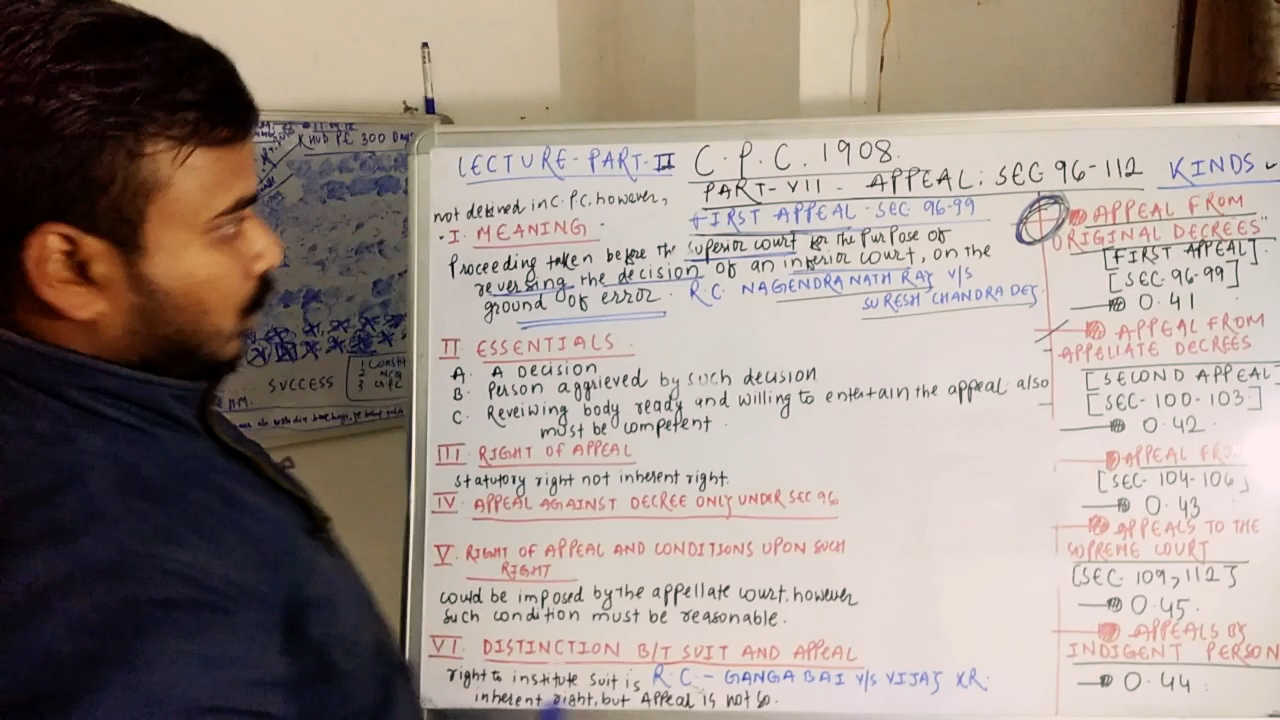 HUD PE 300 Days
SUCCESS
LECTURE-PART-II
C.P.C. 1908.
PART-VII - APPEAL: SEC 96-112
KINDS
not defined in C.P.C, however,
FIRST APPEAL - SEC 96-99
I. MEANING -
Proceeding taken before the superior court for the Purpose of
reversing the decision of an inferior court, on the
ground of error.
R.C. NAGENDRA NATH RAY V/S
SURESH CHANDRA DEY.
II ESSENTIALS.
A. A Decision
B. Person aggrieved by such decision
C. Reveiwing body ready and willing to entertain the appeal also
must be competent.
III. RIGHT OF APPEAL
Statutory right not inherent right.
IV. APPEAL AGAINST DECREE ONLY UNDER SEC 96
V. RIGHT OF APPEAL AND CONDITIONS UPON SUCH
RIGHT
could be imposed by the appellate court, however
such condition must be reasonable.
VI. DISTINCTION B/T SUIT AND APPEAL
right to institute suit is
R.C. - GANGA BAI V/S VIJAY KR.
inherent right, but Appeal is not so.
APPEAL FROM
ORIGINAL DECREES"
[FIRST APPEAL]
[SEC-96-99]
O.41
APPEAL FROM
APPELLATE DECREES
[SECOND APPEAL]
[SEC-100-103]
O.42
APPEAL FRO
[SEC-104-106]
O.43
APPEALS TO THE
SUPREME COURT
[SEC-109, 112]
O.45.
APPEALS BY
INDIGENT PERSON
O.44